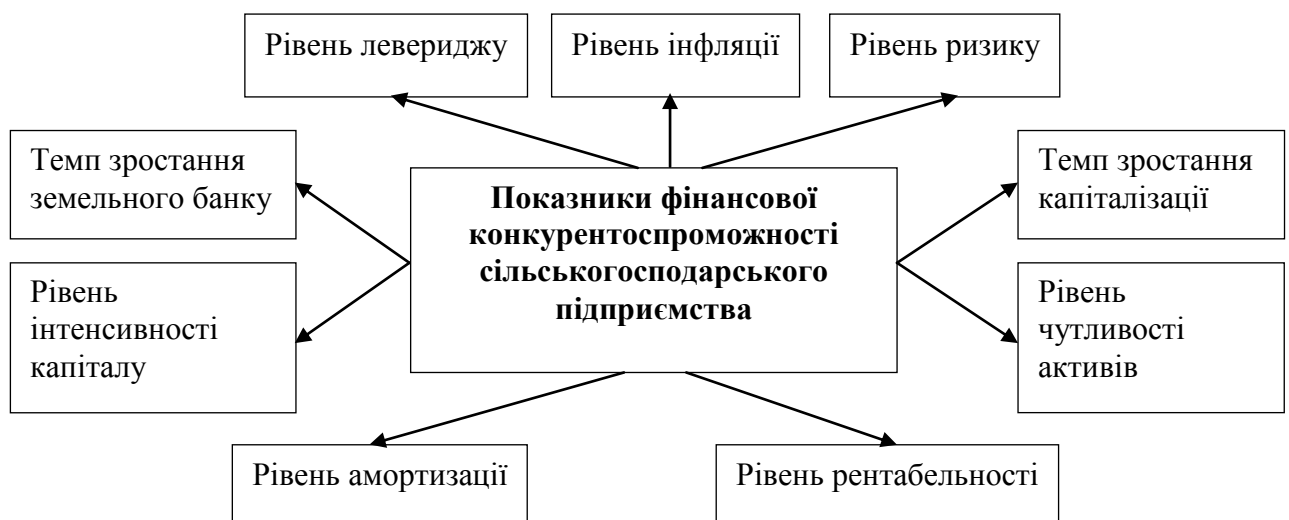 Рівень левериджу
Рівень інфляції
Рівень ризику
Темп зростання
земельного банку
Показники фінансової
конкурентоспроможності
сільськогосподарського
підприємства
Темп зростання
капіталізації
Рівень
інтенсивності
капіталу
Рівень
чутливості
активів
Рівень амортизації
Рівень рентабельності